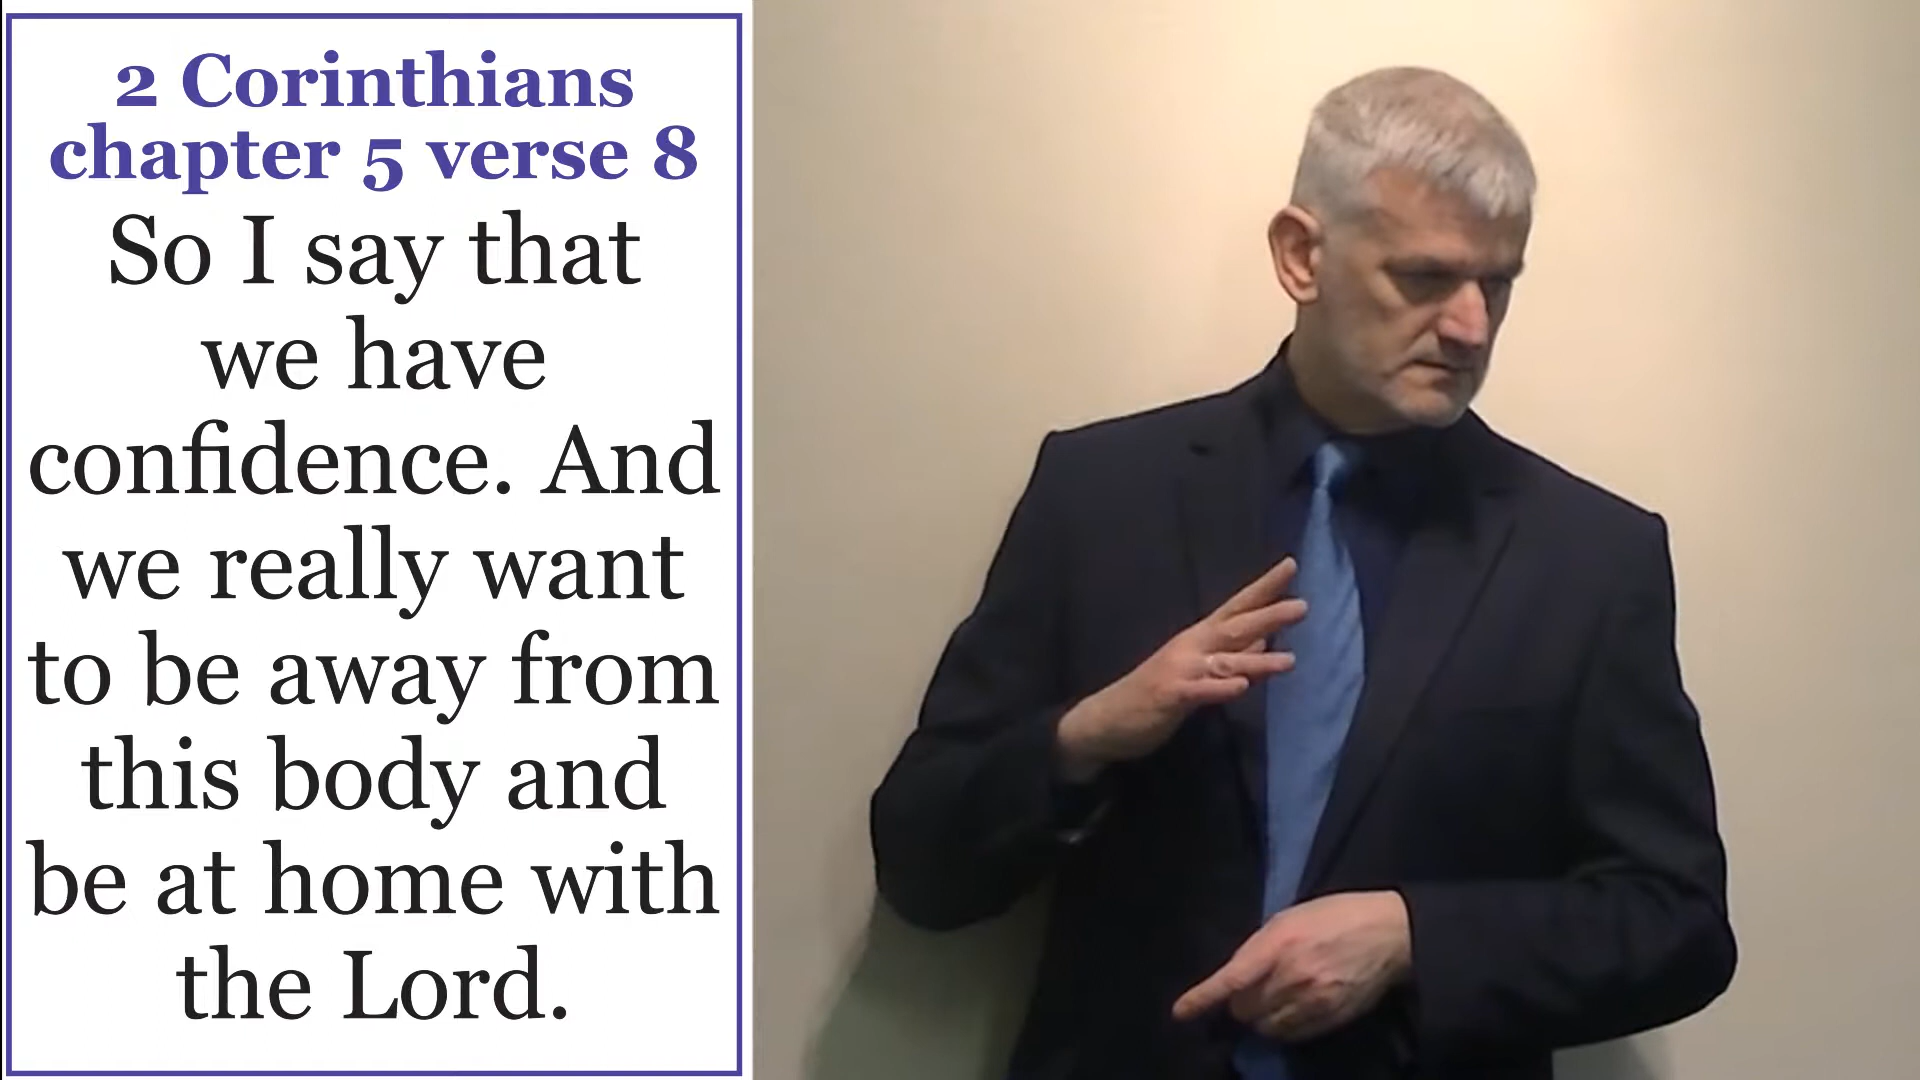 2 Corinthians
chapter 5 verse 8
So I say that
we have
confidence. And
we really want
to be away from
this body and
be at home with
the Lord.